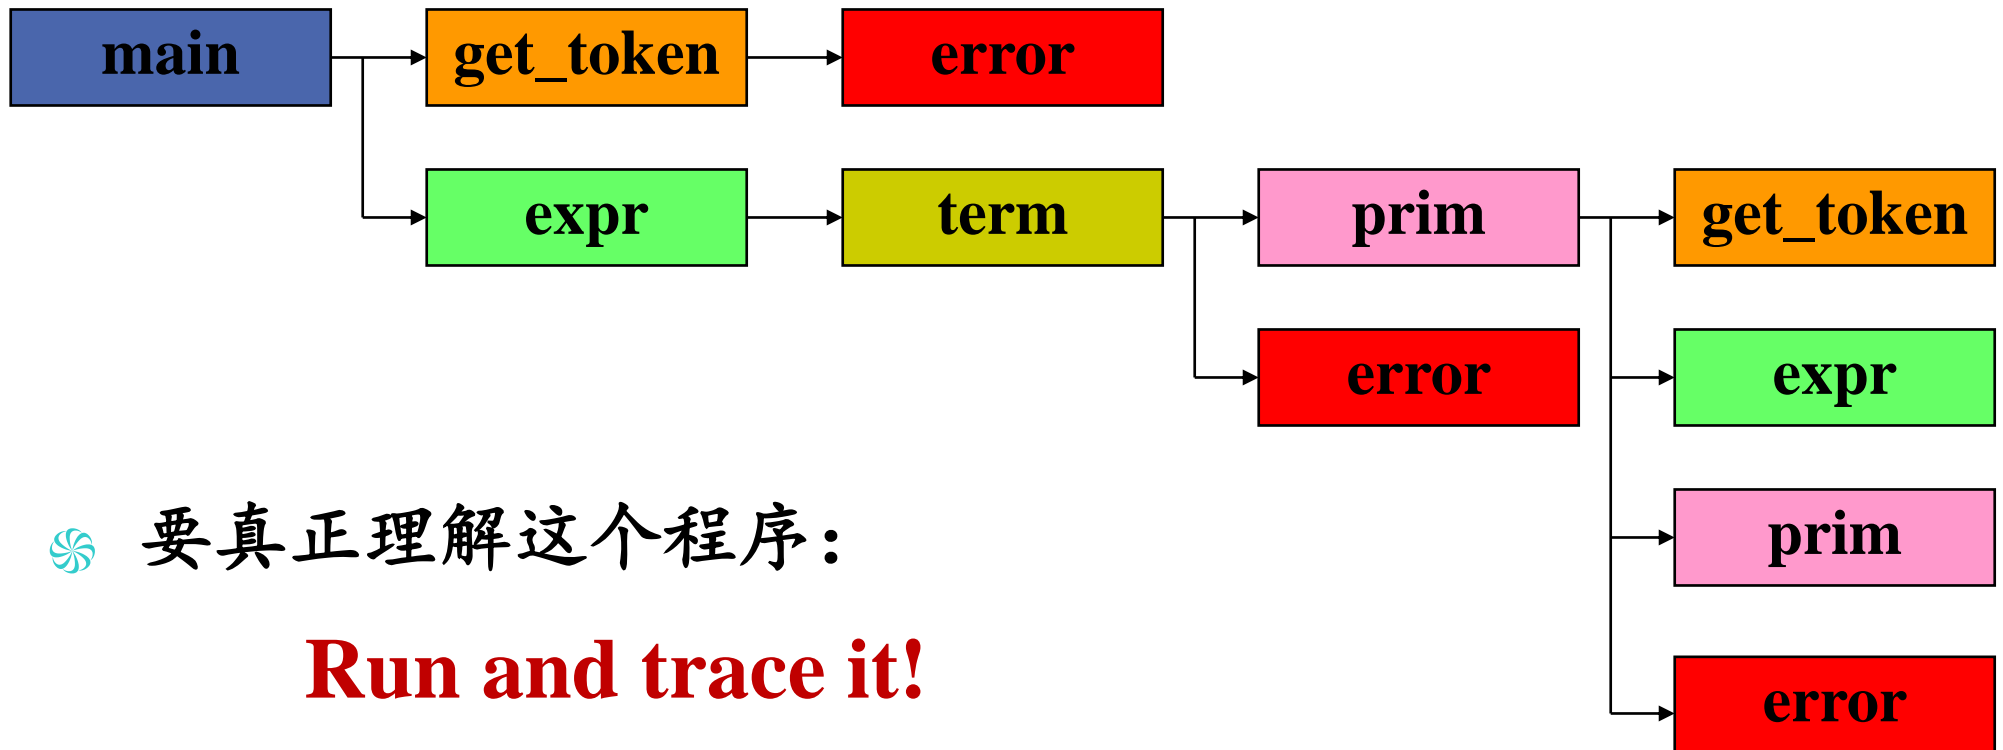 main get_token error
expr term prim get_token
error expr
要真正理解这个程序： prim
Run and trace it!
error